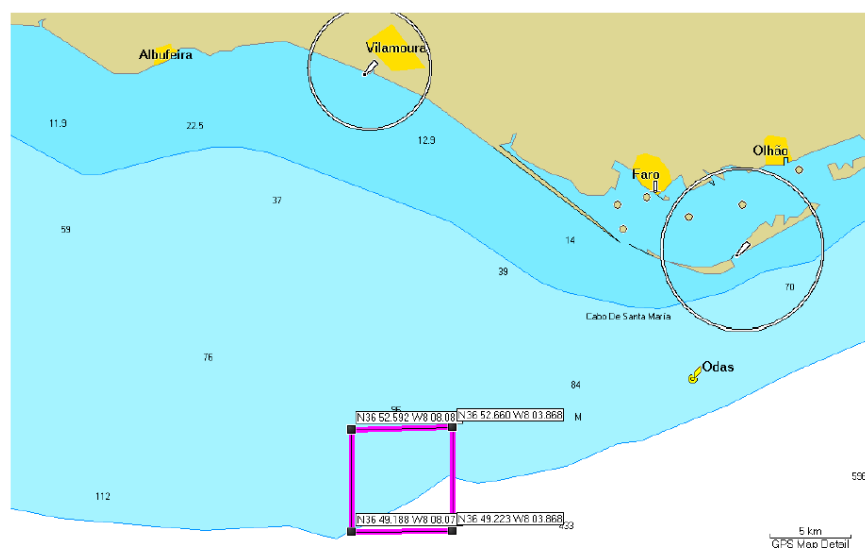 Albufeira
Vilamoura
11.9
22.5
12.9
Olhão
Faro
37
59
14
39
70
Cabo De Santa Maria
76
Odas
84
N36 52.592 W8 08.08
N36 52.660 W8 03.868
M
596
112
N36 49.188 W8 08.07
N36 49.223 W8 03.868
5 km
GPS Map Detail